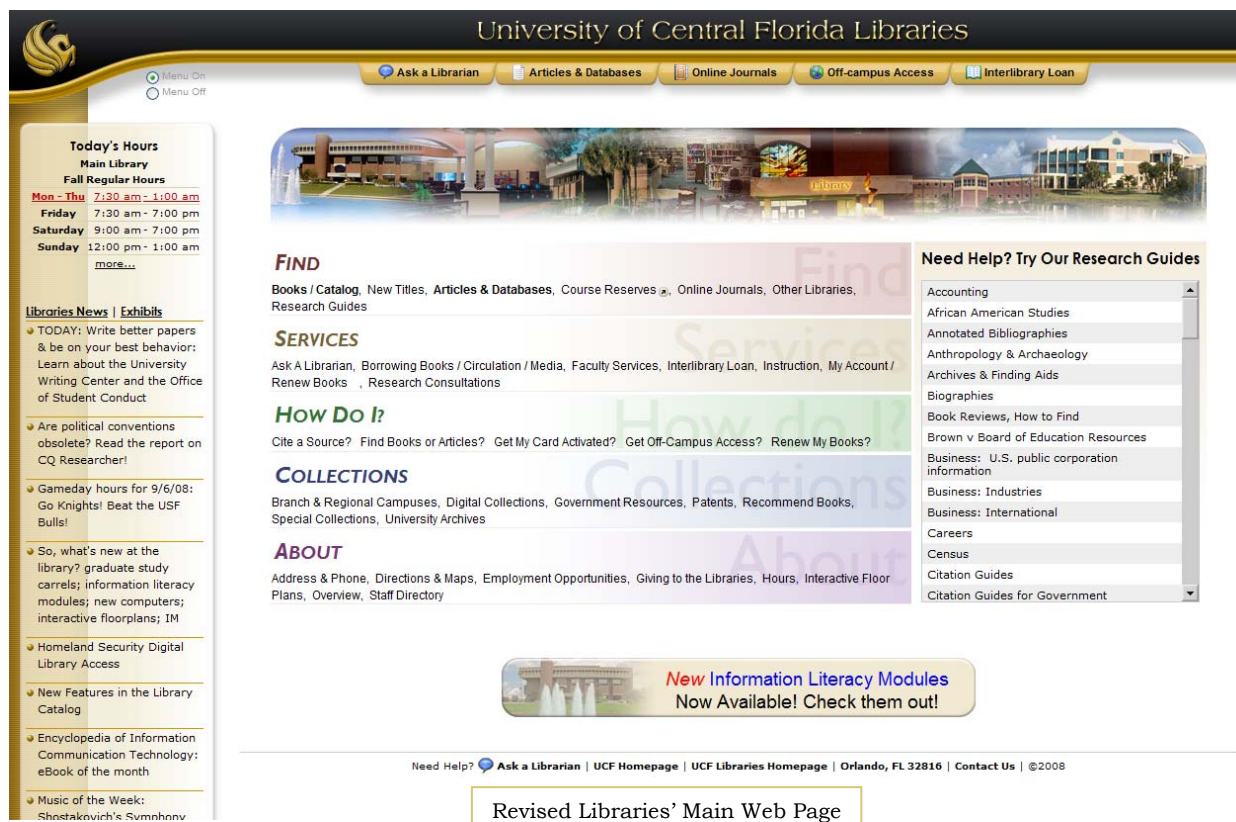 University of Central Florida Libraries
Menu On
Menu Off
Ask a Librarian
Articles & Databases
Online Journals
Off-campus Access
Interlibrary Loan
Today's Hours
Main Library
Fall Regular Hours
Mon - Thu 7:30 am - 1:00 am
Friday 7:30 am - 7:00 pm
Saturday 9:00 am - 7:00 pm
Sunday 12:00 pm - 1:00 am
more...
Libraries News | Exhibits
TODAY: Write better papers
& be on your best behavior:
Learn about the University
Writing Center and the Office
of Student Conduct
Are political conventions
obsolete? Read the report on
CQ Researcher!
Gameday hours for 9/6/08:
Go Knights! Beat the USF
Bulls!
So, what's new at the
library? graduate study
carrels; information literacy
modules; new computers;
interactive floorplans; IM
Homeland Security Digital
Library Access
New Features in the Library
Catalog
Encyclopedia of Information
Communication Technology:
eBook of the month
Music of the Week:
Shostakovich's Symphony
Library
FIND
Find
Books / Catalog, New Titles, Articles & Databases, Course Reserves , Online Journals, Other Libraries,
Research Guides
SERVICES
Services
Ask A Librarian, Borrowing Books / Circulation / Media, Faculty Services, Interlibrary Loan, Instruction, My Account /
Renew Books , Research Consultations
HOW DO I?
How do I?
Cite a Source? Find Books or Articles? Get My Card Activated? Get Off-Campus Access? Renew My Books?
COLLECTIONS
Collections
Branch & Regional Campuses, Digital Collections, Government Resources, Patents, Recommend Books,
Special Collections, University Archives
ABOUT
About
Address & Phone, Directions & Maps, Employment Opportunities, Giving to the Libraries, Hours, Interactive Floor
Plans, Overview, Staff Directory
Need Help? Try Our Research Guides
Accounting
African American Studies
Annotated Bibliographies
Anthropology & Archaeology
Archives & Finding Aids
Biographies
Book Reviews, How to Find
Brown v Board of Education Resources
Business: U.S. public corporation
information
Business: Industries
Business: International
Careers
Census
Citation Guides
Citation Guides for Government
New Information Literacy Modules
Now Available! Check them out!
Need Help? Ask a Librarian | UCF Homepage | UCF Libraries Homepage | Orlando, FL 32816 | Contact Us | ©2008
Revised Libraries' Main Web Page